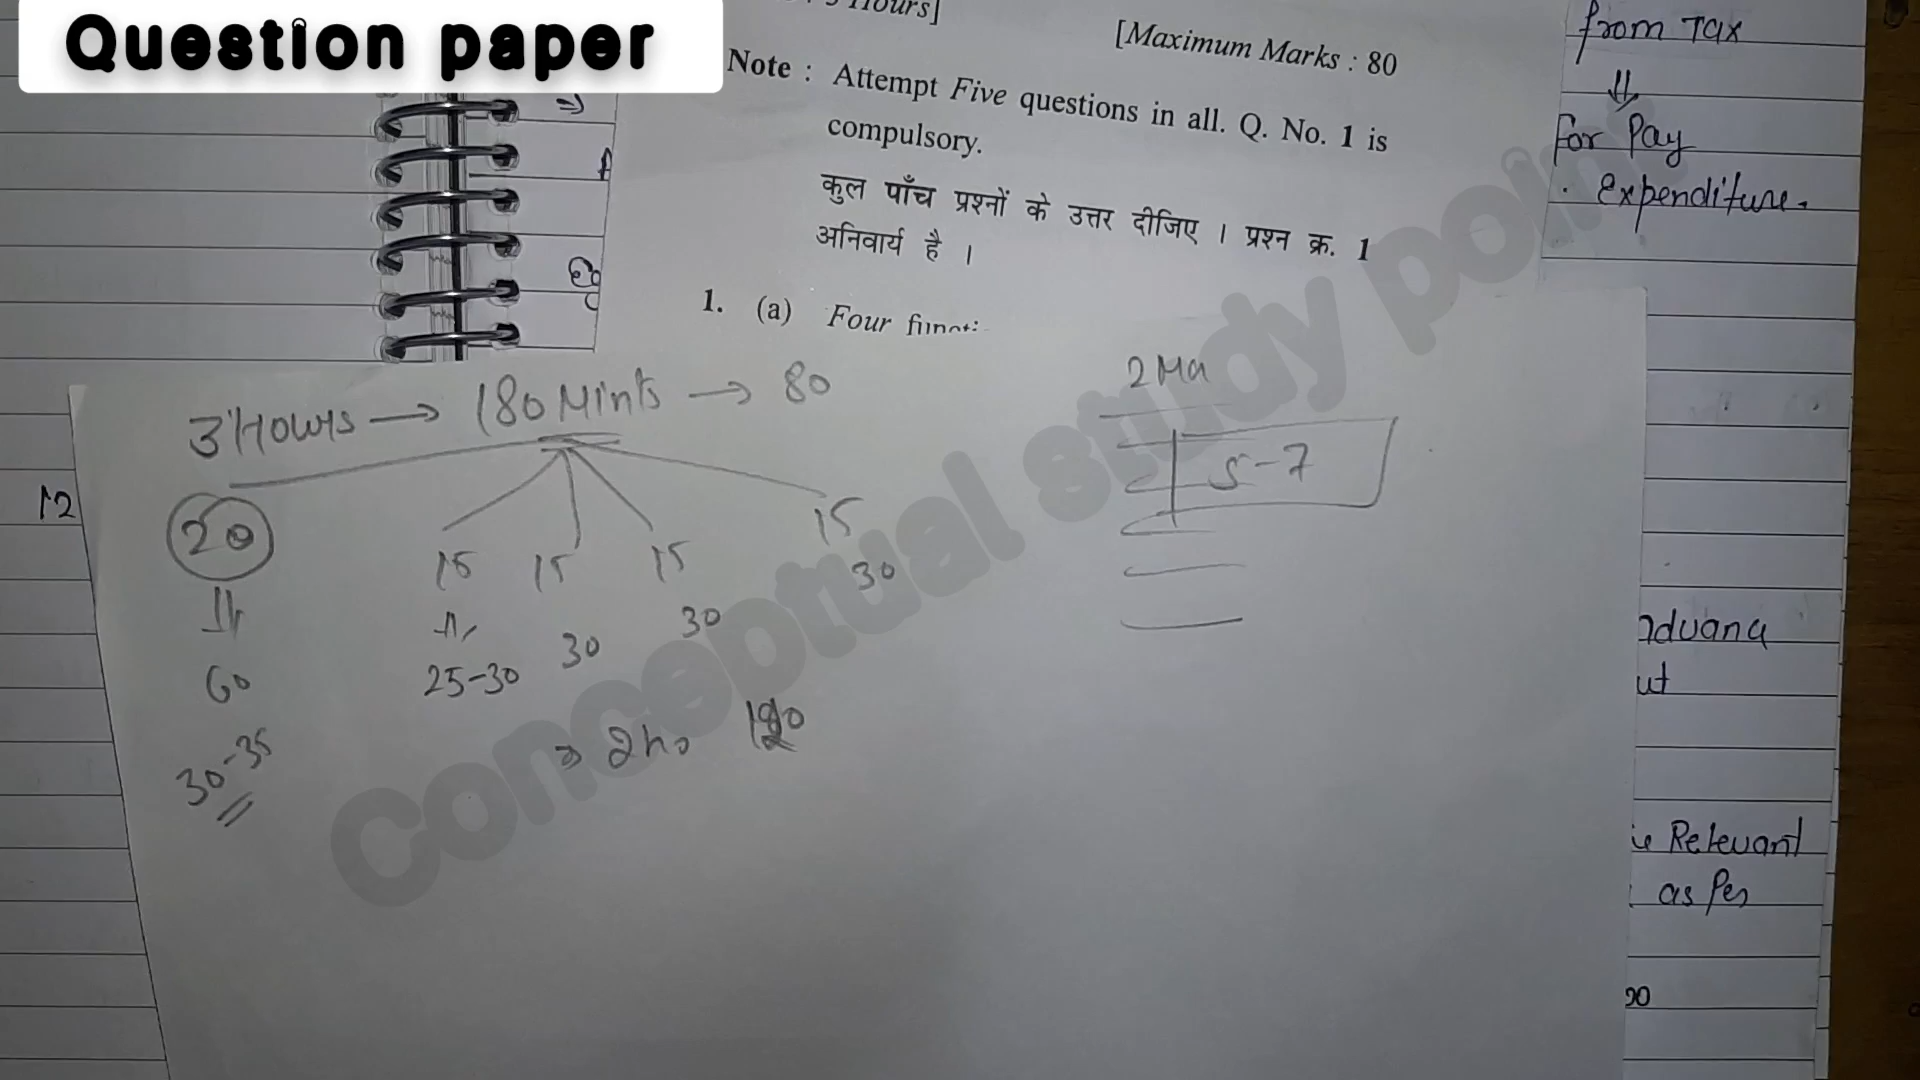 Question paper
Hours]
[Maximum Marks : 80
Note : Attempt Five questions in all. Q. No. 1 is
compulsory.
कुल पाँच प्रश्नों के उत्तर दीजिए । प्रश्न क्र. 1
अनिवार्य है ।
1. (a) Four
from Tax
for Pay
Expenditure.
3 Hours → 180 Mints → 80
20 15 15 15 15
60 25-30 30 30 30
30-35
2 Ma
5-7
12
ut
Relevant
as Per
Conceptual study point